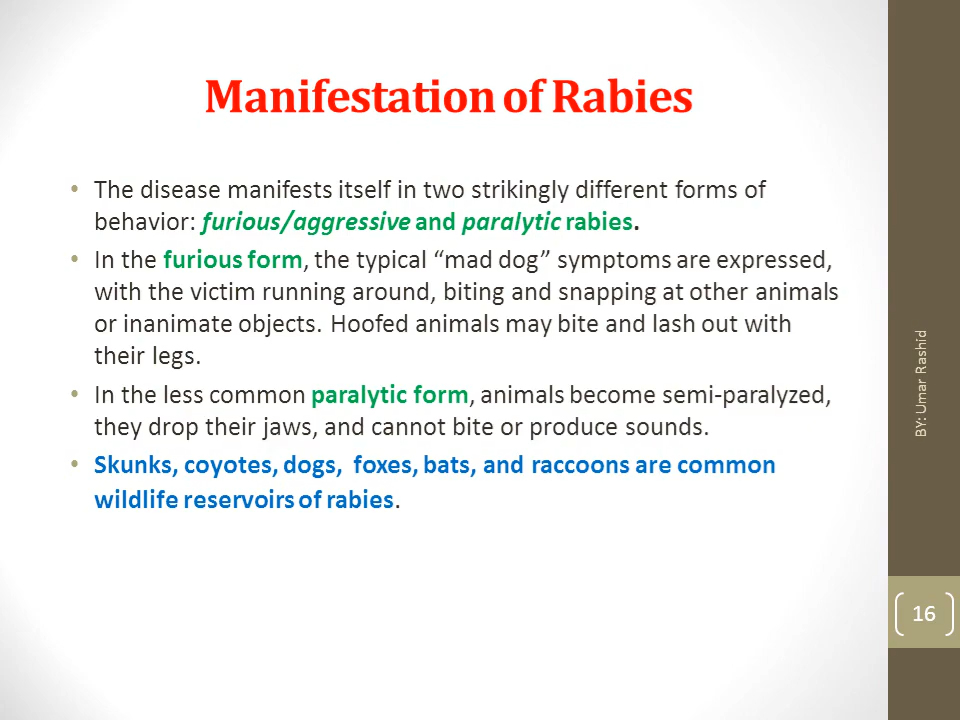 Manifestation of Rabies
• The disease manifests itself in two strikingly different forms of
behavior: furious/aggressive and paralytic rabies.
• In the furious form, the typical “mad dog” symptoms are expressed,
with the victim running around, biting and snapping at other animals
or inanimate objects. Hoofed animals may bite and lash out with
their legs.
• In the less common paralytic form, animals become semi-paralyzed,
they drop their jaws, and cannot bite or produce sounds.
• Skunks, coyotes, dogs,  foxes, bats, and raccoons are common
wildlife reservoirs of rabies.
BY: Umar Rashid
16